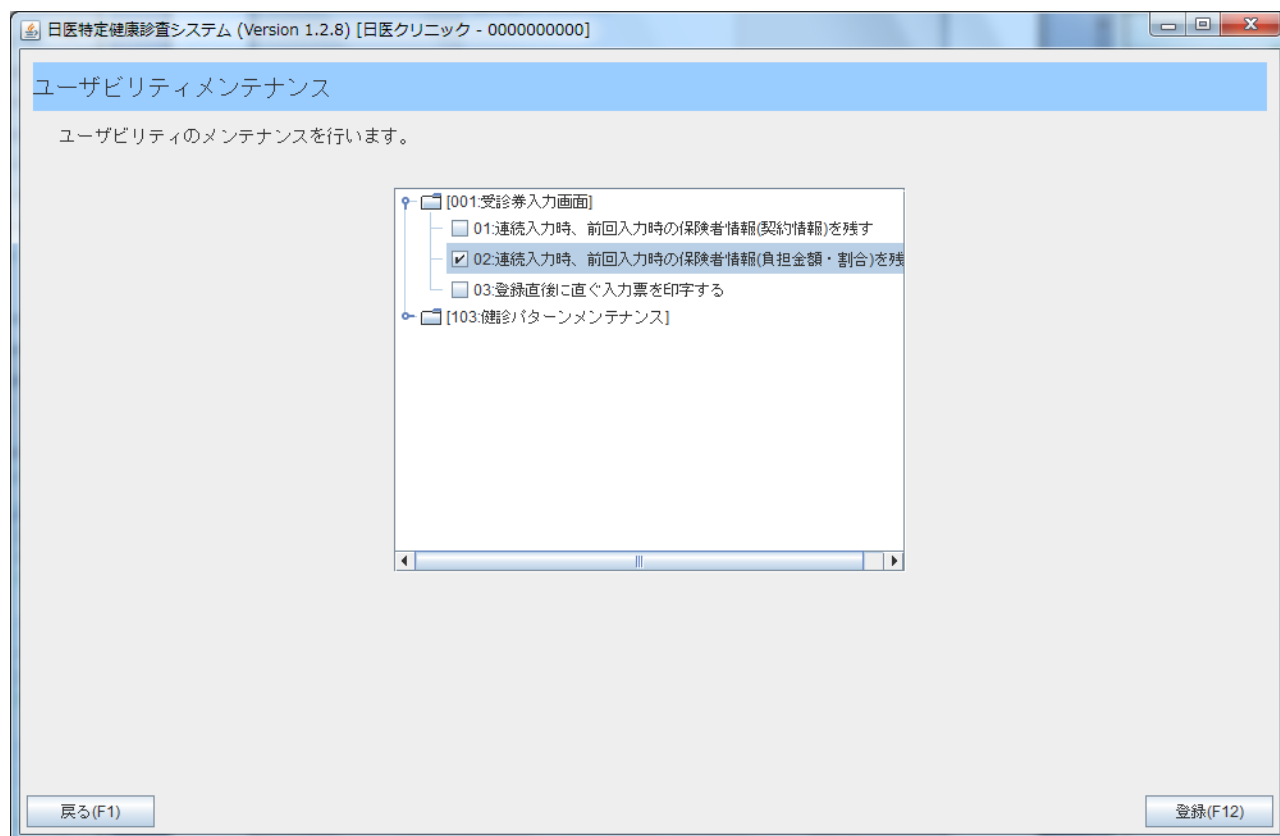 日医特定健康診査システム (Version 1.2.8) [日医クリニック - 0000000000]
ユーザビリティメンテナンス
ユーザビリティのメンテナンスを行います。
[001:受診券入力画面]
01:連続入力時、前回入力時の保険者情報(契約情報)を残す
02:連続入力時、前回入力時の保険者情報(負担金額・割合)を残
03:登録直後に直ぐ入力票を印字する
[103:健診パターンメンテナンス]
戻る(F1)
登録(F12)